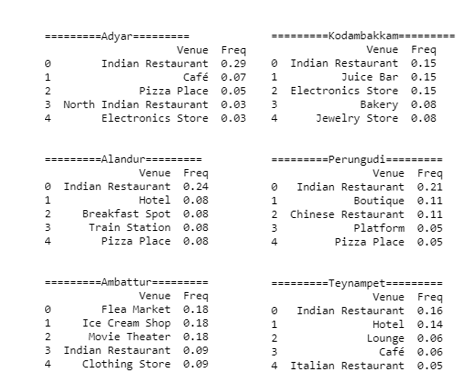 =========Adyar=========
Venue Freq
0 Indian Restaurant 0.29
1 Café 0.07
2 Pizza Place 0.05
3 North Indian Restaurant 0.03
4 Electronics Store 0.03
=========Alandur=========
Venue Freq
0 Indian Restaurant 0.24
1 Hotel 0.08
2 Breakfast Spot 0.08
3 Train Station 0.08
4 Pizza Place 0.08
=========Ambattur=========
Venue Freq
0 Flea Market 0.18
1 Ice Cream Shop 0.18
2 Movie Theater 0.18
3 Indian Restaurant 0.09
4 Clothing Store 0.09
=========Kodambakkam=========
Venue Freq
0 Indian Restaurant 0.15
1 Juice Bar 0.15
2 Electronics Store 0.15
3 Bakery 0.08
4 Jewelry Store 0.08
=========Perungudi=========
Venue Freq
0 Indian Restaurant 0.21
1 Boutique 0.11
2 Chinese Restaurant 0.11
3 Platform 0.05
4 Pizza Place 0.05
=========Teynampet=========
Venue Freq
0 Indian Restaurant 0.16
1 Hotel 0.14
2 Lounge 0.06
3 Café 0.06
4 Italian Restaurant 0.05